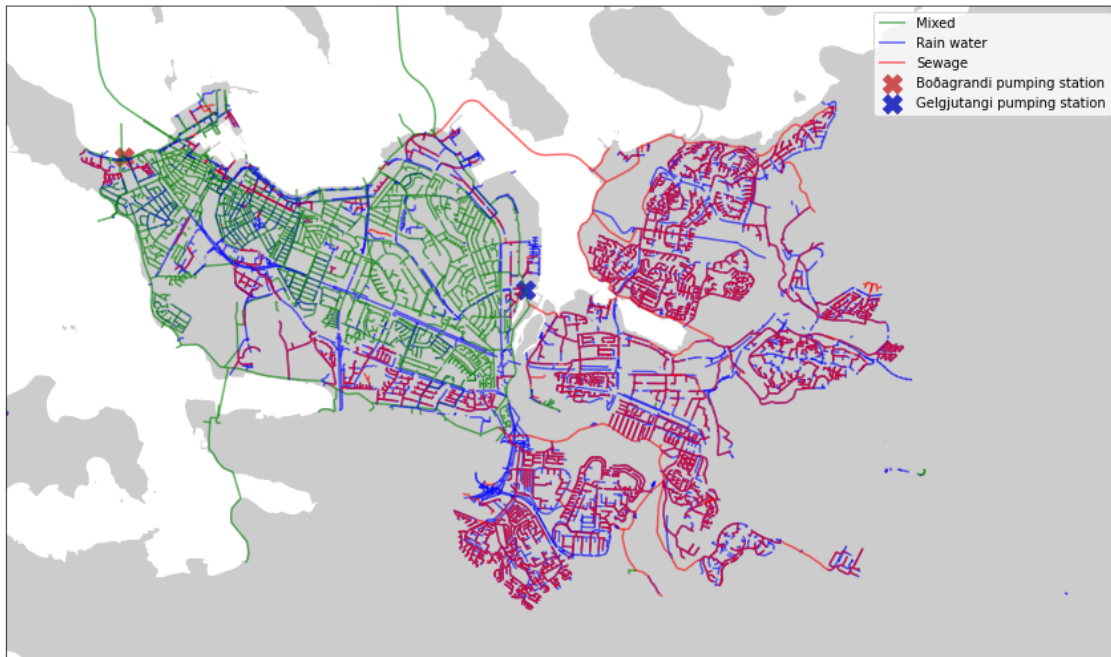 Mixed
Rain water
Sewage
Boðagrandi pumping station
Gelgjutangi pumping station